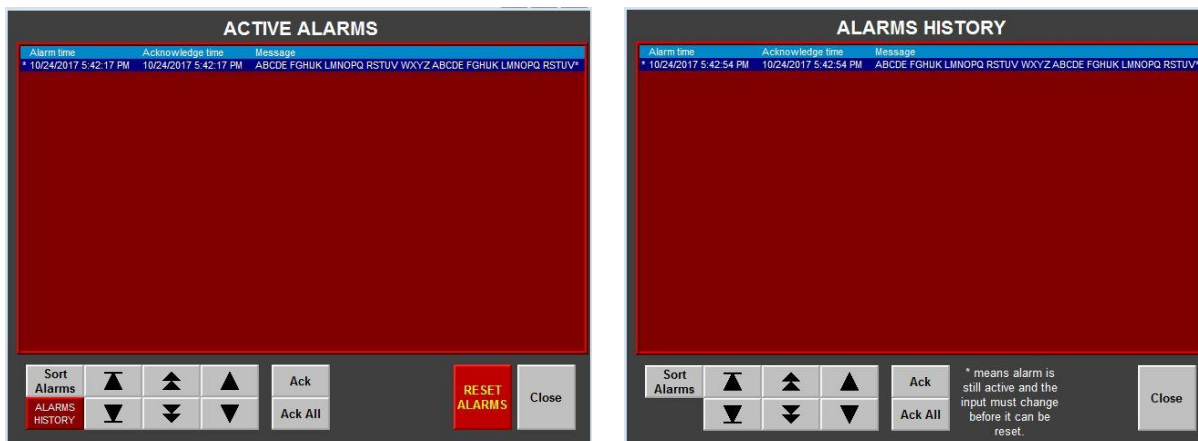 ACTIVE ALARMS
Alarm time Acknowledge time Message
* 10/24/2017 5:42:17 PM 10/24/2017 5:42:17 PM ABCDE FGHIJK LMNOPQ RSTUV WXYZ ABCDE FGHIJK LMNOPQ RSTUV*
Sort
Alarms
ALARMS
HISTORY
Ack
Ack All
RESET
ALARMS
Close
ALARMS HISTORY
Alarm time Acknowledge time Message
* 10/24/2017 5:42:54 PM 10/24/2017 5:42:54 PM ABCDE FGHIJK LMNOPQ RSTUV WXYZ ABCDE FGHIJK LMNOPQ RSTUV*
Sort
Alarms
Ack
Ack All
* means alarm is
still active and the
input must change
before it can be
reset.
Close